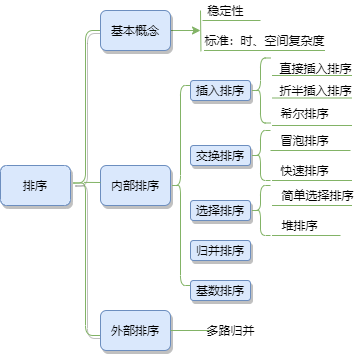 排序
基本概念
稳定性
标准：时、空间复杂度
内部排序
插入排序
直接插入排序
折半插入排序
希尔排序
交换排序
冒泡排序
快速排序
选择排序
简单选择排序
堆排序
归并排序
基数排序
外部排序
多路归并